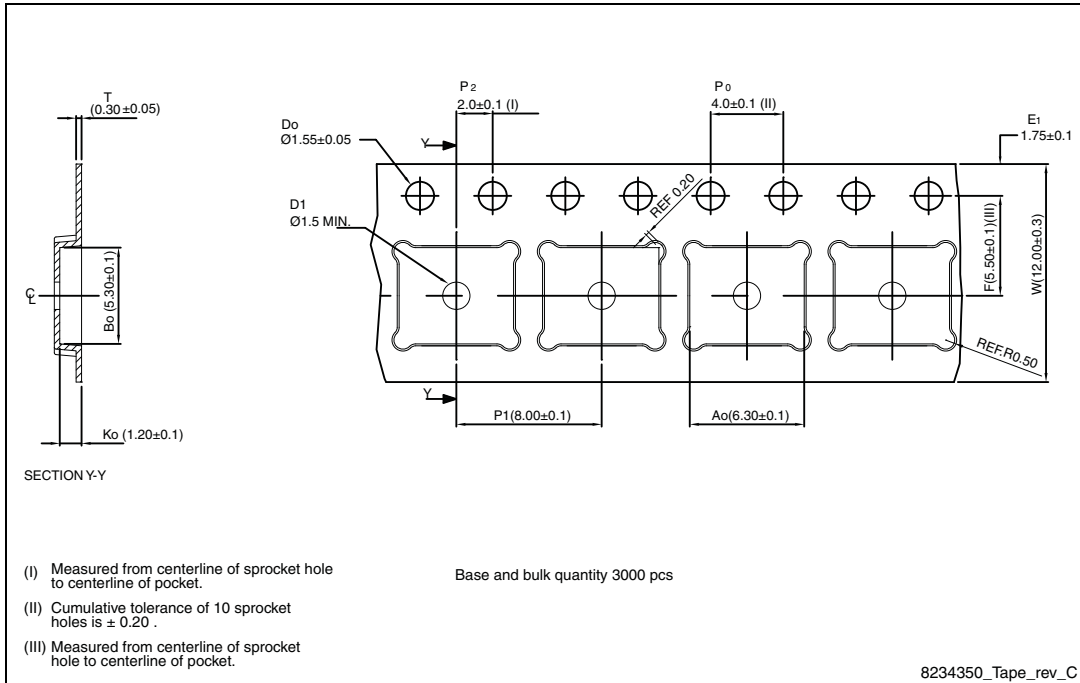 T
(0.30±0.05)
P2
2.0±0.1 (I)
P0
4.0±0.1 (II)
E1
1.75±0.1
Do
Ø1.55±0.05
Y
D1
Ø1.5 MIN.
REF 0.20
F(5.50±0.1)(III)
W(12.00±0.3)
Bo (5.30±0.1)
CL
REF.R0.50
Y
P1(8.00±0.1)
Ao(6.30±0.1)
Ko (1.20±0.1)
SECTION Y-Y
(I) Measured from centerline of sprocket hole
to centerline of pocket.
Base and bulk quantity 3000 pcs
(II) Cumulative tolerance of 10 sprocket
holes is ± 0.20 .
(III) Measured from centerline of sprocket
hole to centerline of pocket.
8234350_Tape_rev_C